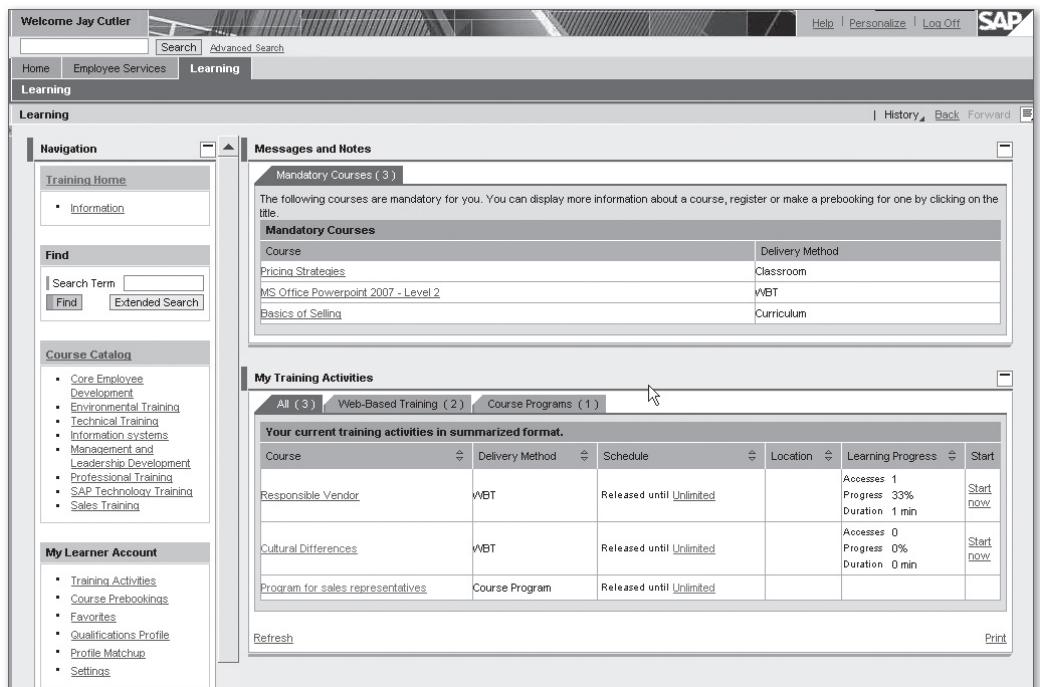 Welcome Jay Cutler
Help | Personalize | Log Off
SAP
Search Advanced Search
Home Employee Services Learning
Learning
Learning
| History Back Forward
Navigation
Training Home
Information
Find
Search Term
Find Extended Search
Course Catalog
Core Employee
Development
Environmental Training
Technical Training
Information systems
Management and
Leadership Development
Professional Training
SAP Technology Training
Sales Training
My Learner Account
Training Activities
Course Prebookings
Favorites
Qualifications Profile
Profile Matchup
Settings
Messages and Notes
Mandatory Courses ( 3 )
The following courses are mandatory for you. You can display more information about a course, register or make a prebooking for one by clicking on the
title.
Mandatory Courses
Course Delivery Method
Pricing Strategies Classroom
MS Office Powerpoint 2007 - Level 2 WBT
Basics of Selling Curriculum
My Training Activities
All ( 3 ) Web-Based Training ( 2 ) Course Programs ( 1 )
Your current training activities in summarized format.
Course Delivery Method Schedule Location Learning Progress Start
Responsible Vendor WBT Released until Unlimited
Accesses 1
Progress 33%
Duration 1 min
Start
now
Cultural Differences WBT Released until Unlimited
Accesses 0
Progress 0%
Duration 0 min
Start
now
Program for sales representatives Course Program Released until Unlimited
Refresh Print